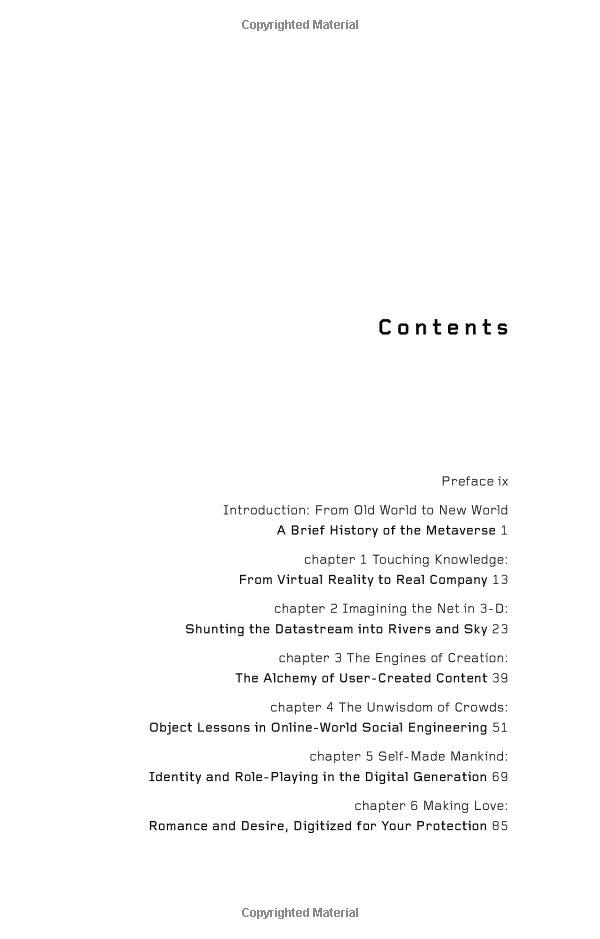 Copyrighted Material
Contents
Preface ix
Introduction: From Old World to New World
A Brief History of the Metaverse 1
chapter 1 Touching Knowledge:
From Virtual Reality to Real Company 13
chapter 2 Imagining the Net in 3-D:
Shunting the Datastream into Rivers and Sky 23
chapter 3 The Engines of Creation:
The Alchemy of User-Created Content 39
chapter 4 The Unwisdom of Crowds:
Object Lessons in Online-World Social Engineering 51
chapter 5 Self-Made Mankind:
Identity and Role-Playing in the Digital Generation 69
chapter 6 Making Love:
Romance and Desire, Digitized for Your Protection 85
Copyrighted Material